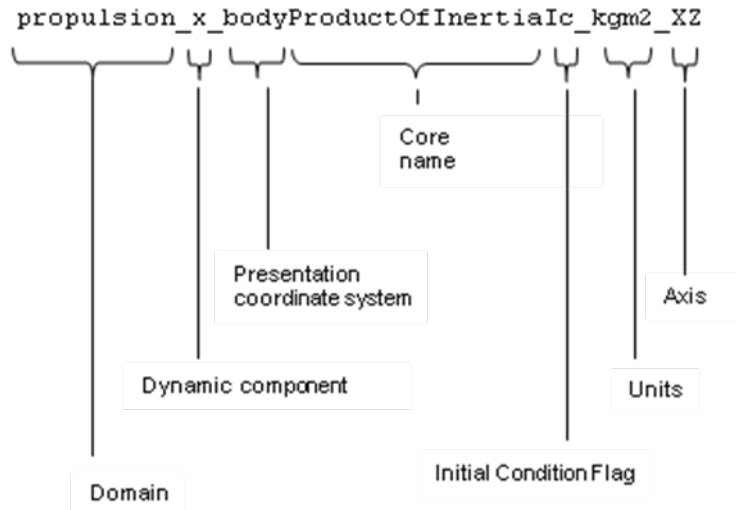 propulsion_x_bodyProductOfInertiaIc_kgm2_XZ
Core
name
Presentation
coordinate system
Axis
Dynamic component
Units
Initial Condition Flag
Domain